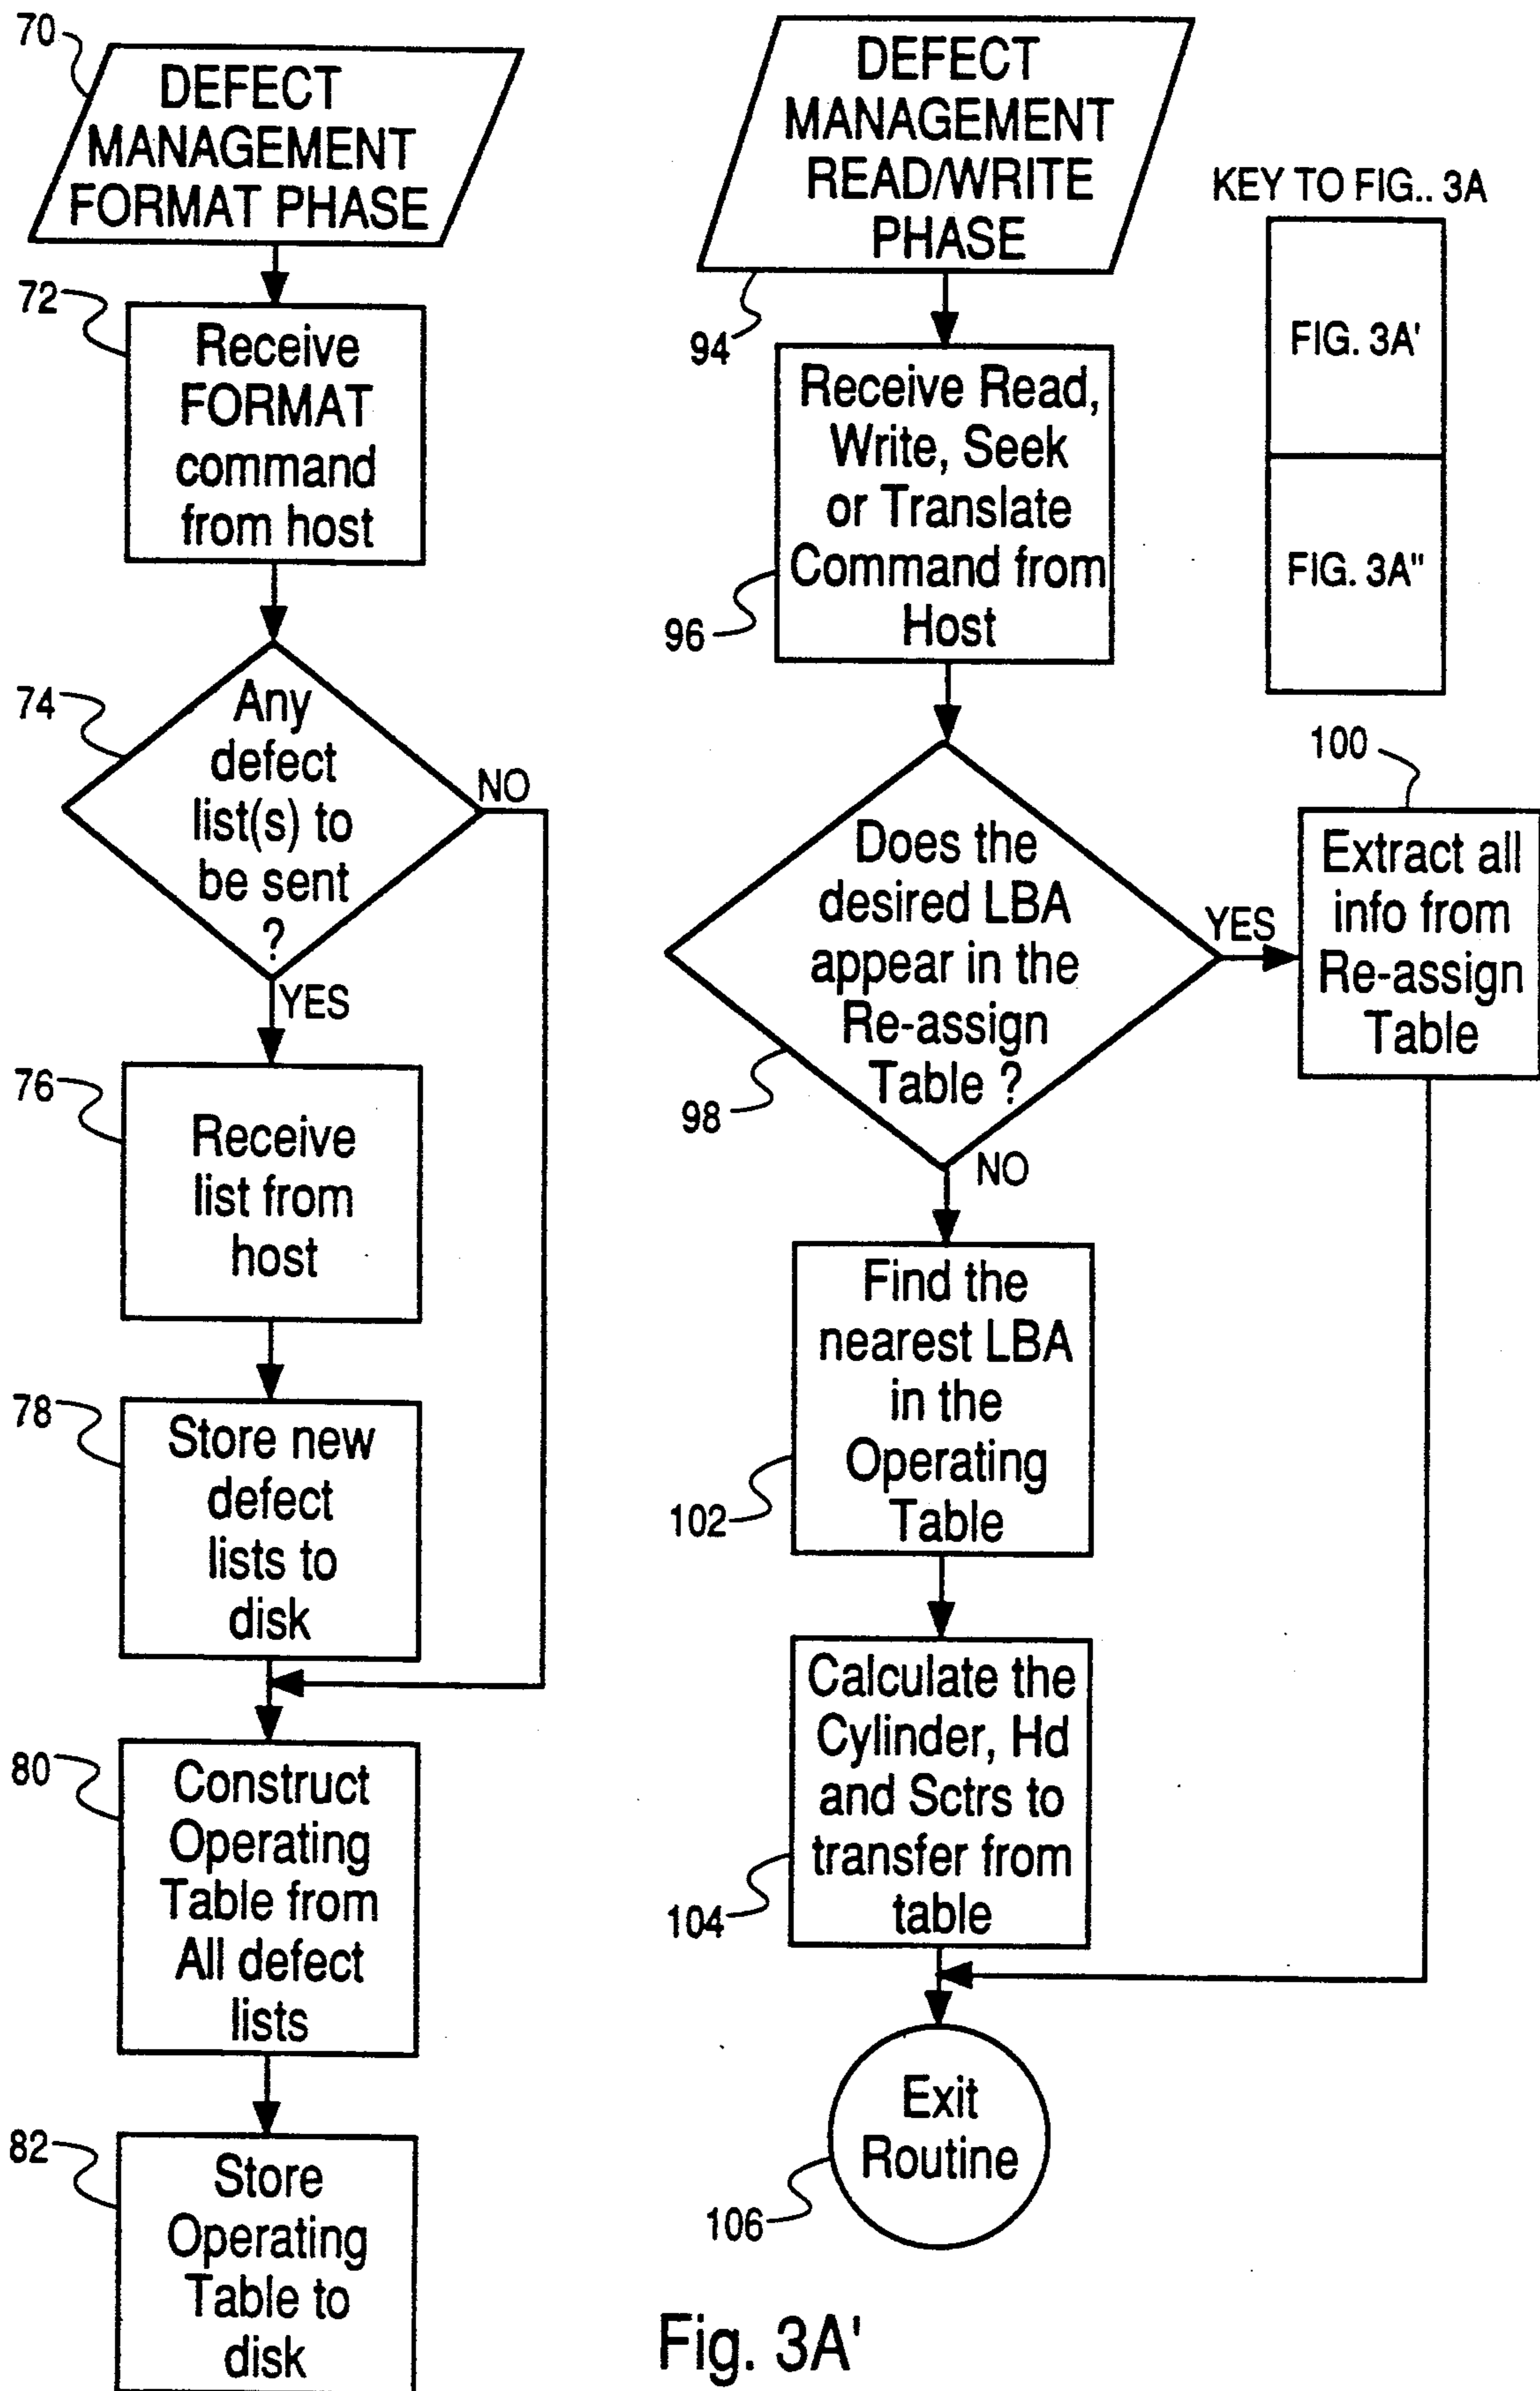 70
DEFECT
MANAGEMENT
FORMAT PHASE
72
Receive
FORMAT
command
from host
74
Any
defect
list(s) to
be sent
?
NO
YES
76
Receive
list from
host
78
Store new
defect
lists to
disk
80
Construct
Operating
Table from
All defect
lists
82
Store
Operating
Table to
disk
DEFECT
MANAGEMENT
READ/WRITE
PHASE
94
Receive Read,
Write, Seek
or Translate
Command from
Host
96
Does the
desired LBA
appear in the
Re-assign
Table ?
98
YES
NO
100
Extract all
info from
Re-assign
Table
Find the
nearest LBA
in the
Operating
Table
102
Calculate the
Cylinder, Hd
and Sctrs to
transfer from
table
104
Exit
Routine
106
KEY TO FIG.. 3A
FIG. 3A'
FIG. 3A"
Fig. 3A'